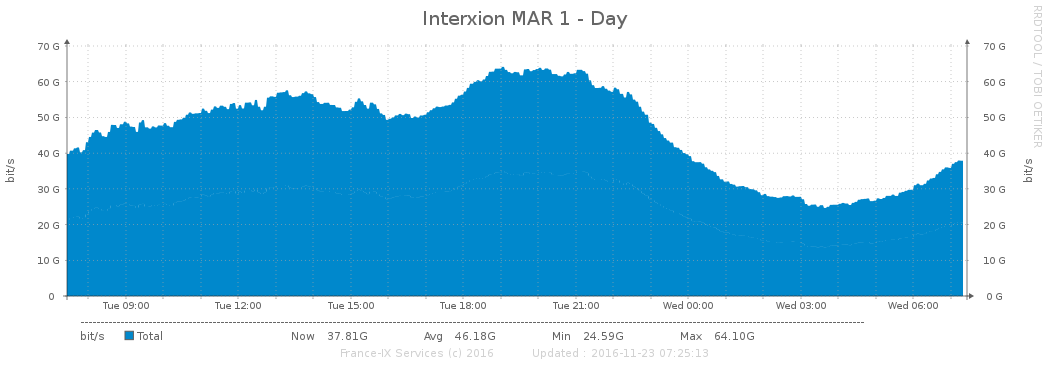 Interxion MAR 1 - Day
RRDTOOL / TOBI OETIKER
bit/s
bit/s
70 G 70 G
60 G 60 G
50 G 50 G
40 G 40 G
30 G 30 G
20 G 20 G
10 G 10 G
0 0 G
Tue 09:00 Tue 12:00 Tue 15:00 Tue 18:00 Tue 21:00 Wed 00:00 Wed 03:00 Wed 06:00
bit/s Total Now 37.81G Avg 46.18G Min 24.59G Max 64.10G
France-IX Services (c) 2016 Updated : 2016-11-23 07:25:13